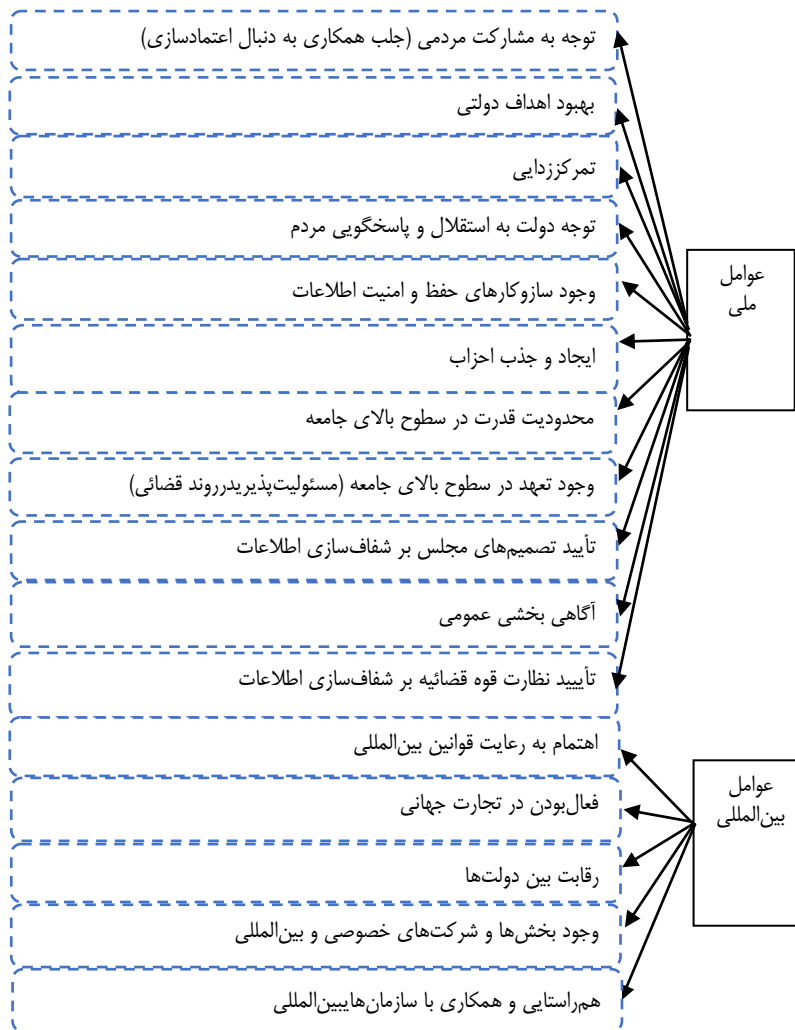 توجه به مشارکت مردمی (جلب همکاری به دنبال اعتمادسازی)
بهبود اهداف دولتی
تمرکززدایی
توجه دولت به استقلال و پاسخگویی مردم
وجود سازوکارهای حفظ و امنیت اطلاعات
ایجاد و جذب احزاب
محدودیت قدرت در سطوح بالای جامعه
وجود تعهد در سطوح بالای جامعه (مسئولیت‌پذیریدرروند قضائی)
تأیید تصمیم‌های مجلس بر شفاف‌سازی اطلاعات
آگاهی بخشی عمومی
تأییید نظارت قوه قضائیه بر شفاف‌سازی اطلاعات
عوامل
ملی
اهتمام به رعایت قوانین بین‌المللی
فعال‌بودن در تجارت جهانی
رقابت بین دولت‌ها
وجود بخش‌ها و شرکت‌های خصوصی و بین‌المللی
هم‌راستایی و همکاری با سازمان‌هایبین‌المللی
عوامل
بین‌المللی